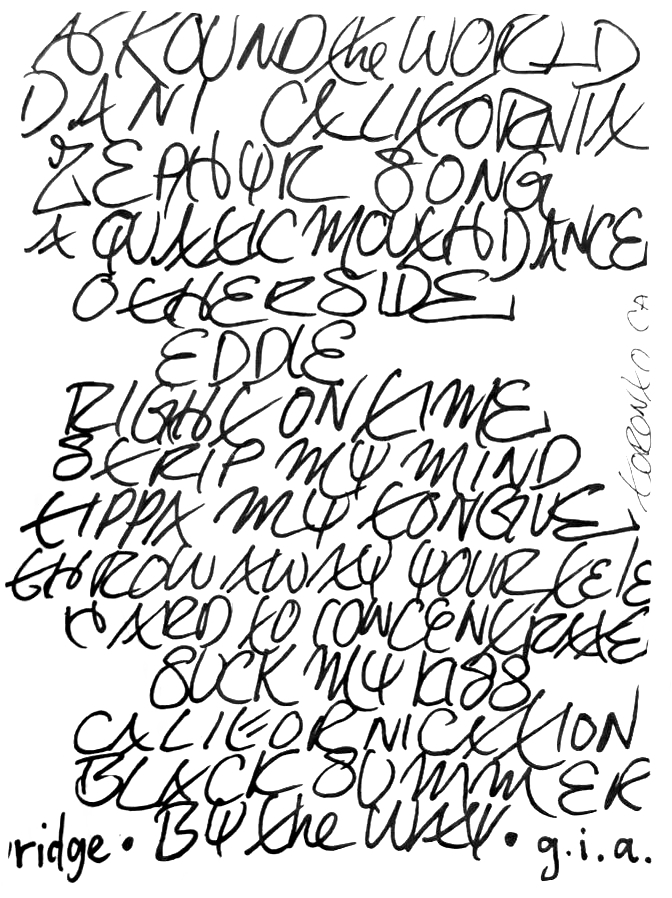 AROUND the WORLD
DANI CALIFORNIA
ZEPHYR SONG
AQUATIC MOUTH DANCE
OTHERSIDE
EDDIE
RIGHT ON TIME
STRIP MY MIND
TIPPA MY TONGUE
THROW AWAY YOUR TELE
HARD TO CONCENTRATE
SUCK MY KISS
CALIFORNICATION
BLACK SUMMER
BY the WAY
ridge • • g.i.a.
TORONTO CA